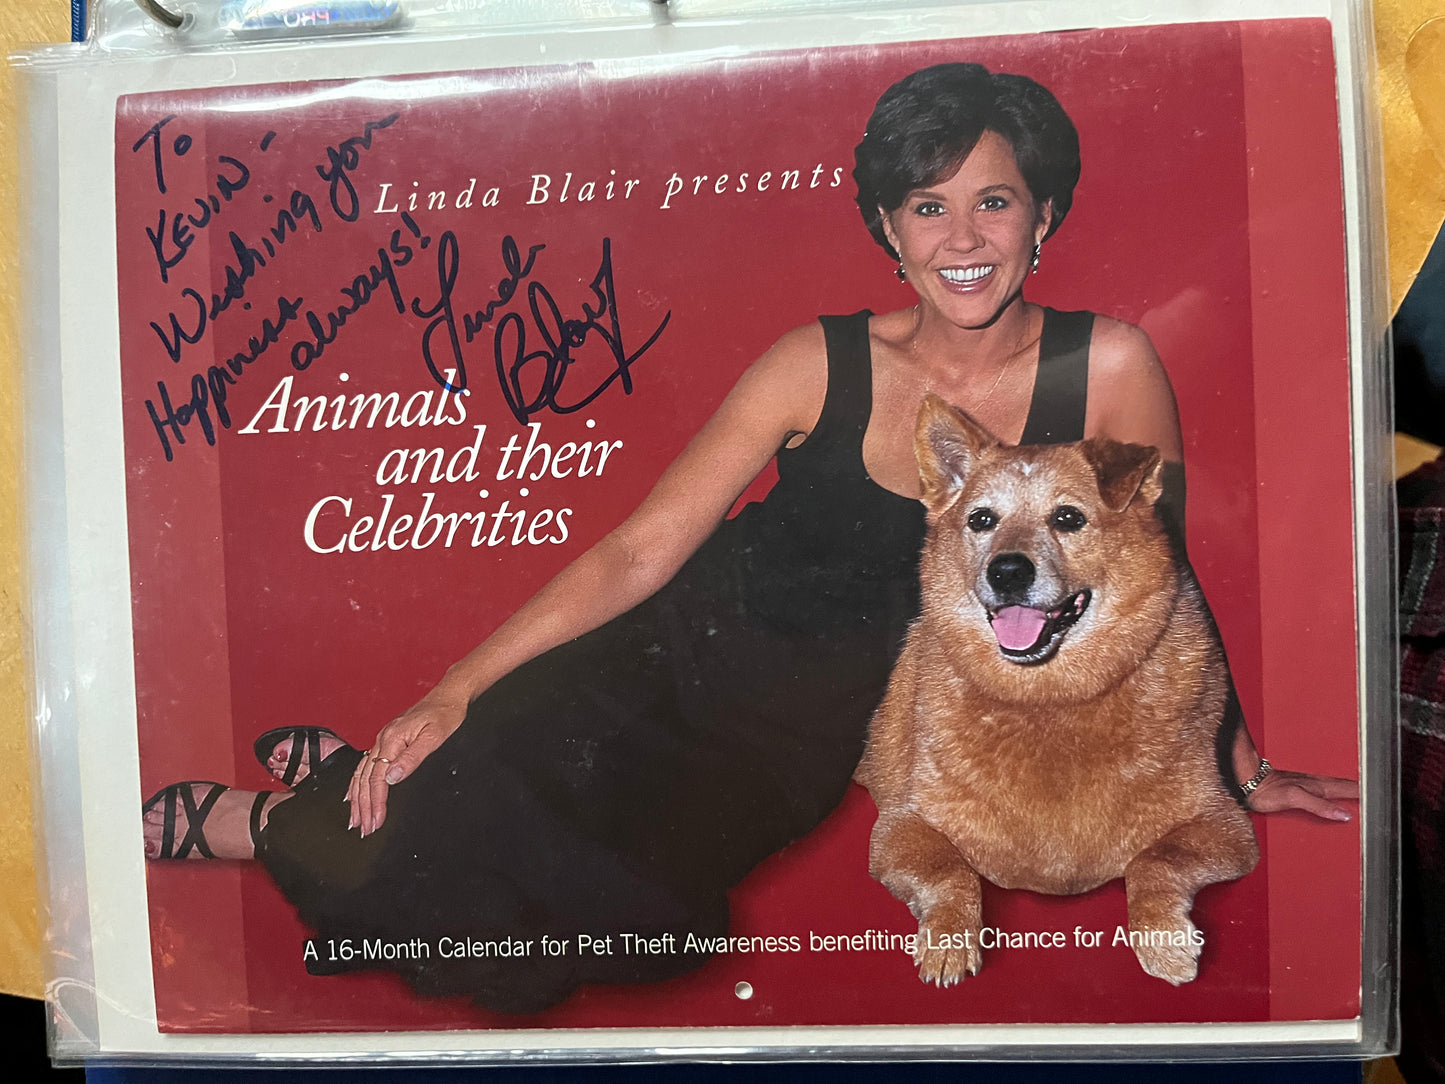 To
KEVIN -
Wishing you
Happiness
always!
Linda
Blair
Linda Blair presents
Animals
and their
Celebrities
A 16-Month Calendar for Pet Theft Awareness benefiting Last Chance for Animals